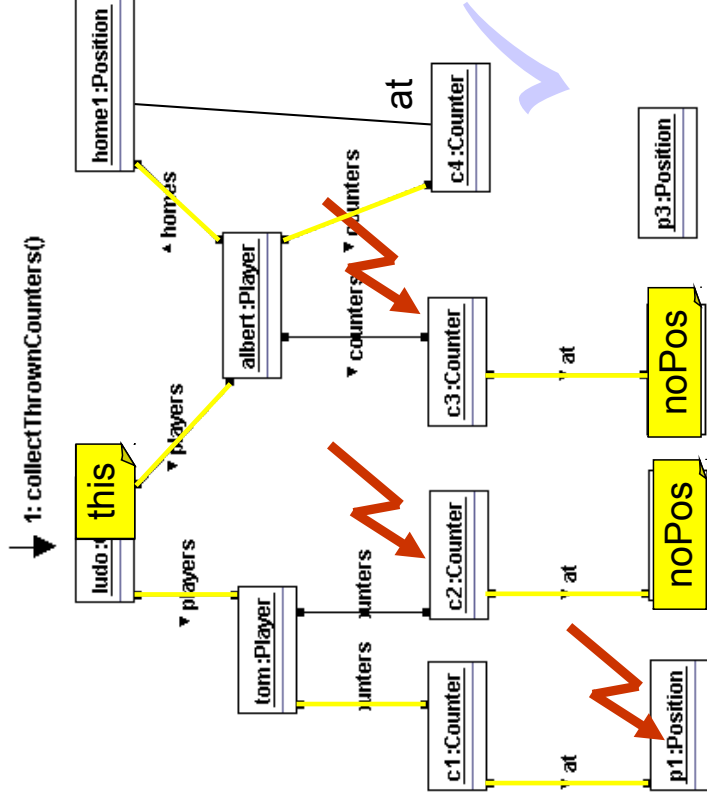 1: collectThrownCounters()
ludo:
this
home1:Position
players
players
homes
tom:Player
albert:Player
at
unters
unters
counters
counters
c1:Counter
c2:Counter
c3:Counter
c4:Counter
at
at
at
p1:Position
noPos
noPos
p3:Position